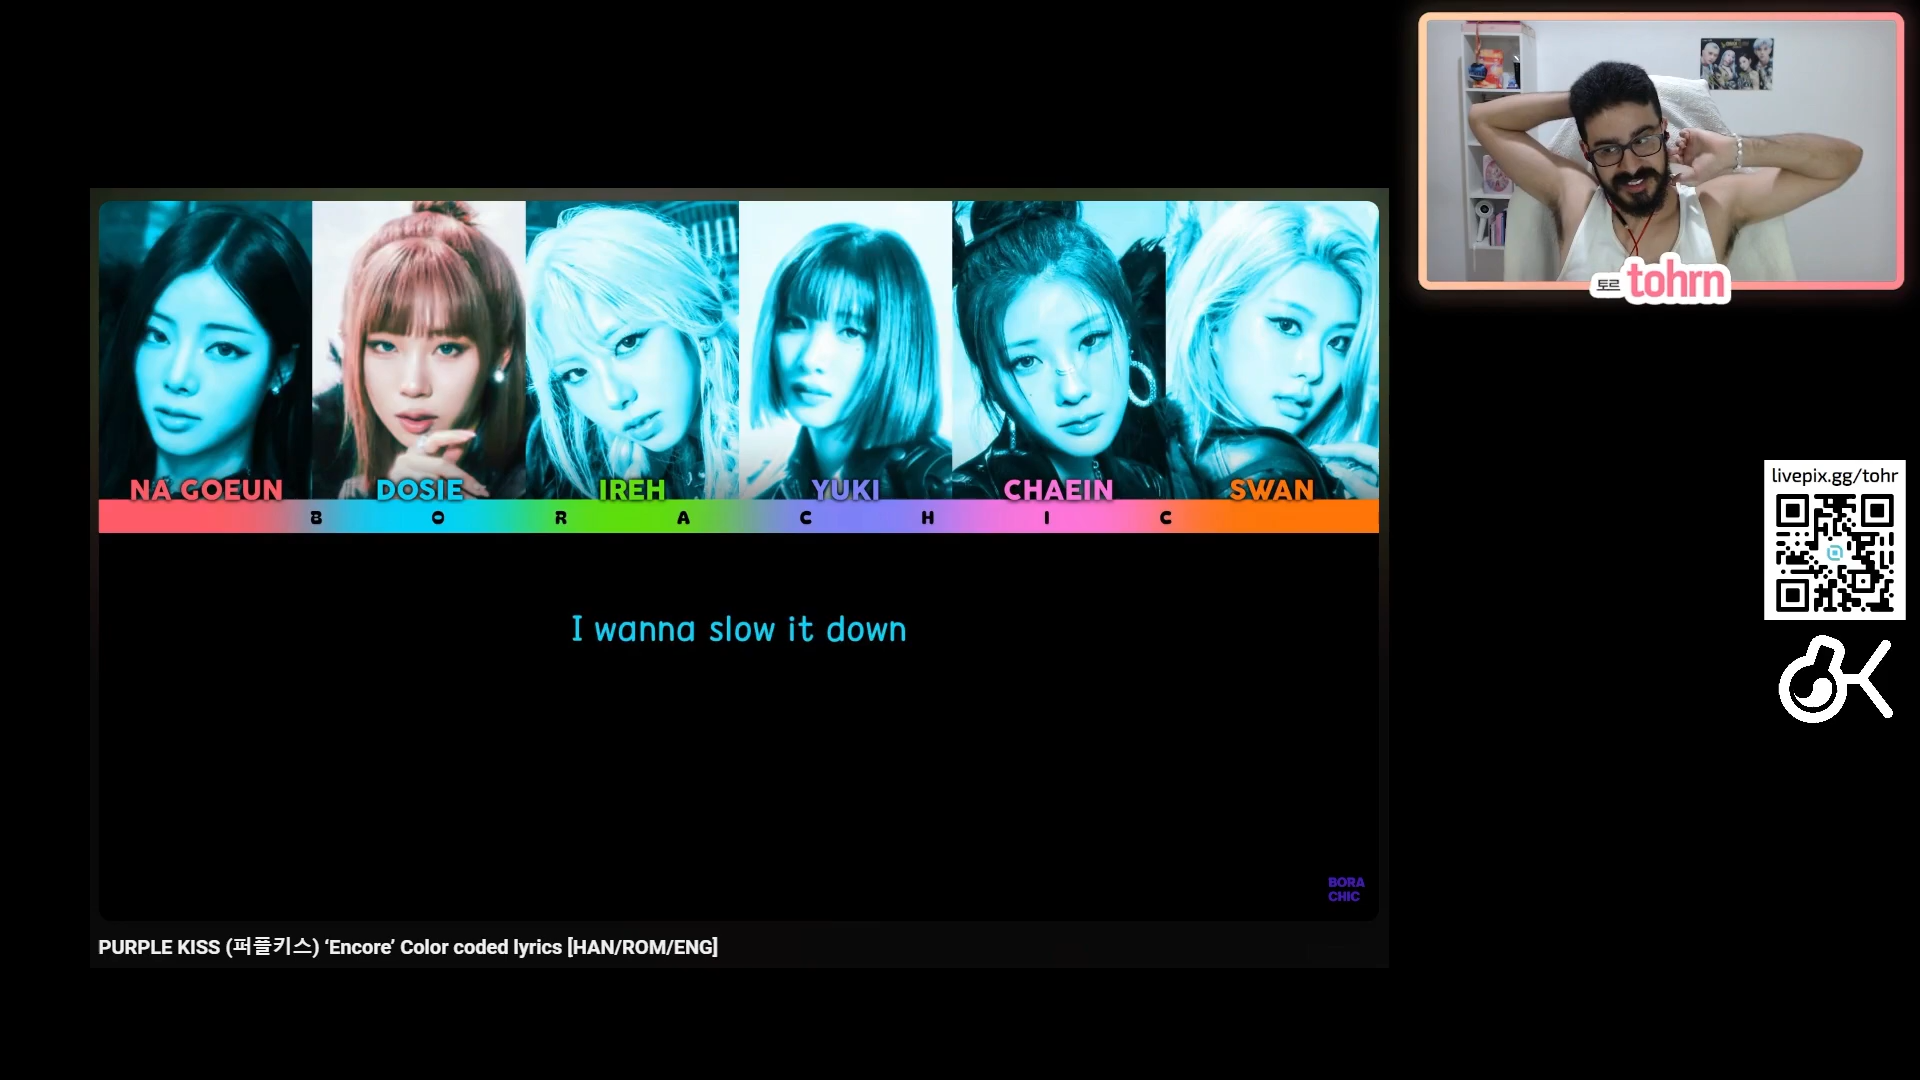 NA GOEUN
DOSIE
IREH
YUKI
CHAEIN
SWAN
B O R A C H I C
I wanna slow it down
BORA
CHIC
PURPLE KISS (퍼플키스) ‘Encore’ Color coded lyrics [HAN/ROM/ENG]
토르 tohrn
livepix.gg/tohr